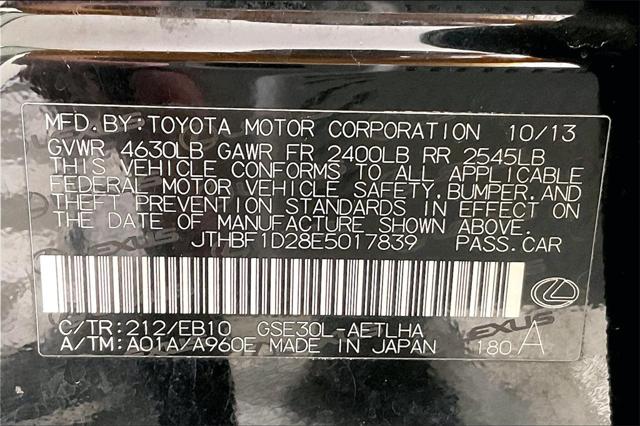 MFD.BY:TOYOTA MOTOR CORPORATION 10/13
GVWR 4630LB GAWR FR 2400LB RR 2545LB
THIS VEHICLE CONFORMS TO ALL APPLICABLE
FEDERAL MOTOR VEHICLE SAFETY, BUMPER, AND
THEFT PREVENTION STANDARDS IN EFFECT ON
THE DATE OF MANUFACTURE SHOWN ABOVE.
JTHBF1D28E5017839 PASS.CAR
C/TR:212/EB10 GSE30L-AETLHA
A/TM:A01A/A960E MADE IN JAPAN 180 A
LEXUS